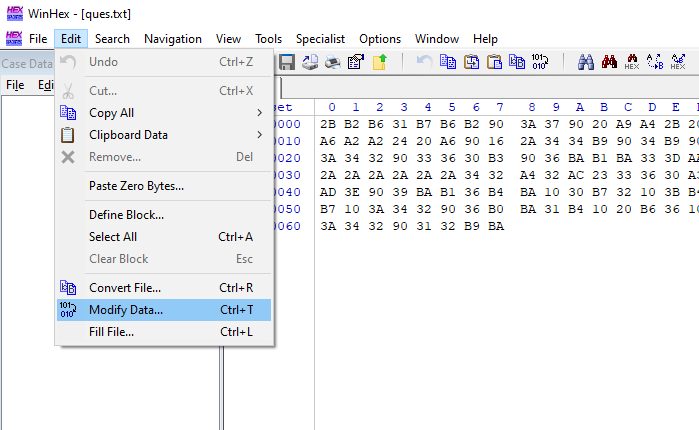 WinHex - [ques.txt]
File Edit Search Navigation View Tools Specialist Options Window Help
Case Data
File Edi
Undo Ctrl+Z
Cut... Ctrl+X
Copy All
Clipboard Data
Remove... Del
Paste Zero Bytes...
Define Block...
Select All Ctrl+A
Clear Block Esc
Convert File... Ctrl+R
Modify Data... Ctrl+T
Fill File... Ctrl+L
set 0 1 2 3 4 5 6 7 8 9 A B C D E
0000 2B B2 B6 31 B7 B6 B2 90 3A 37 90 20 A9 A4 2B 20
0010 A6 A2 A2 24 20 A6 90 16 2A 34 34 B9 90 34 B9 90
0020 3A 34 32 90 33 36 30 B3 90 36 BA B1 BA 33 3D
0030 2A 2A 2A 2A 2A 2A 34 32 A4 32 AC 23 33 36 30
0040 AD 3E 90 39 BA B1 36 B4 BA 10 30 B7 32 10 3B
0050 B7 10 3A 34 32 90 36 B0 BA 31 B4 10 20 B6 36 10
0060 3A 34 32 90 31 32 B9 BA